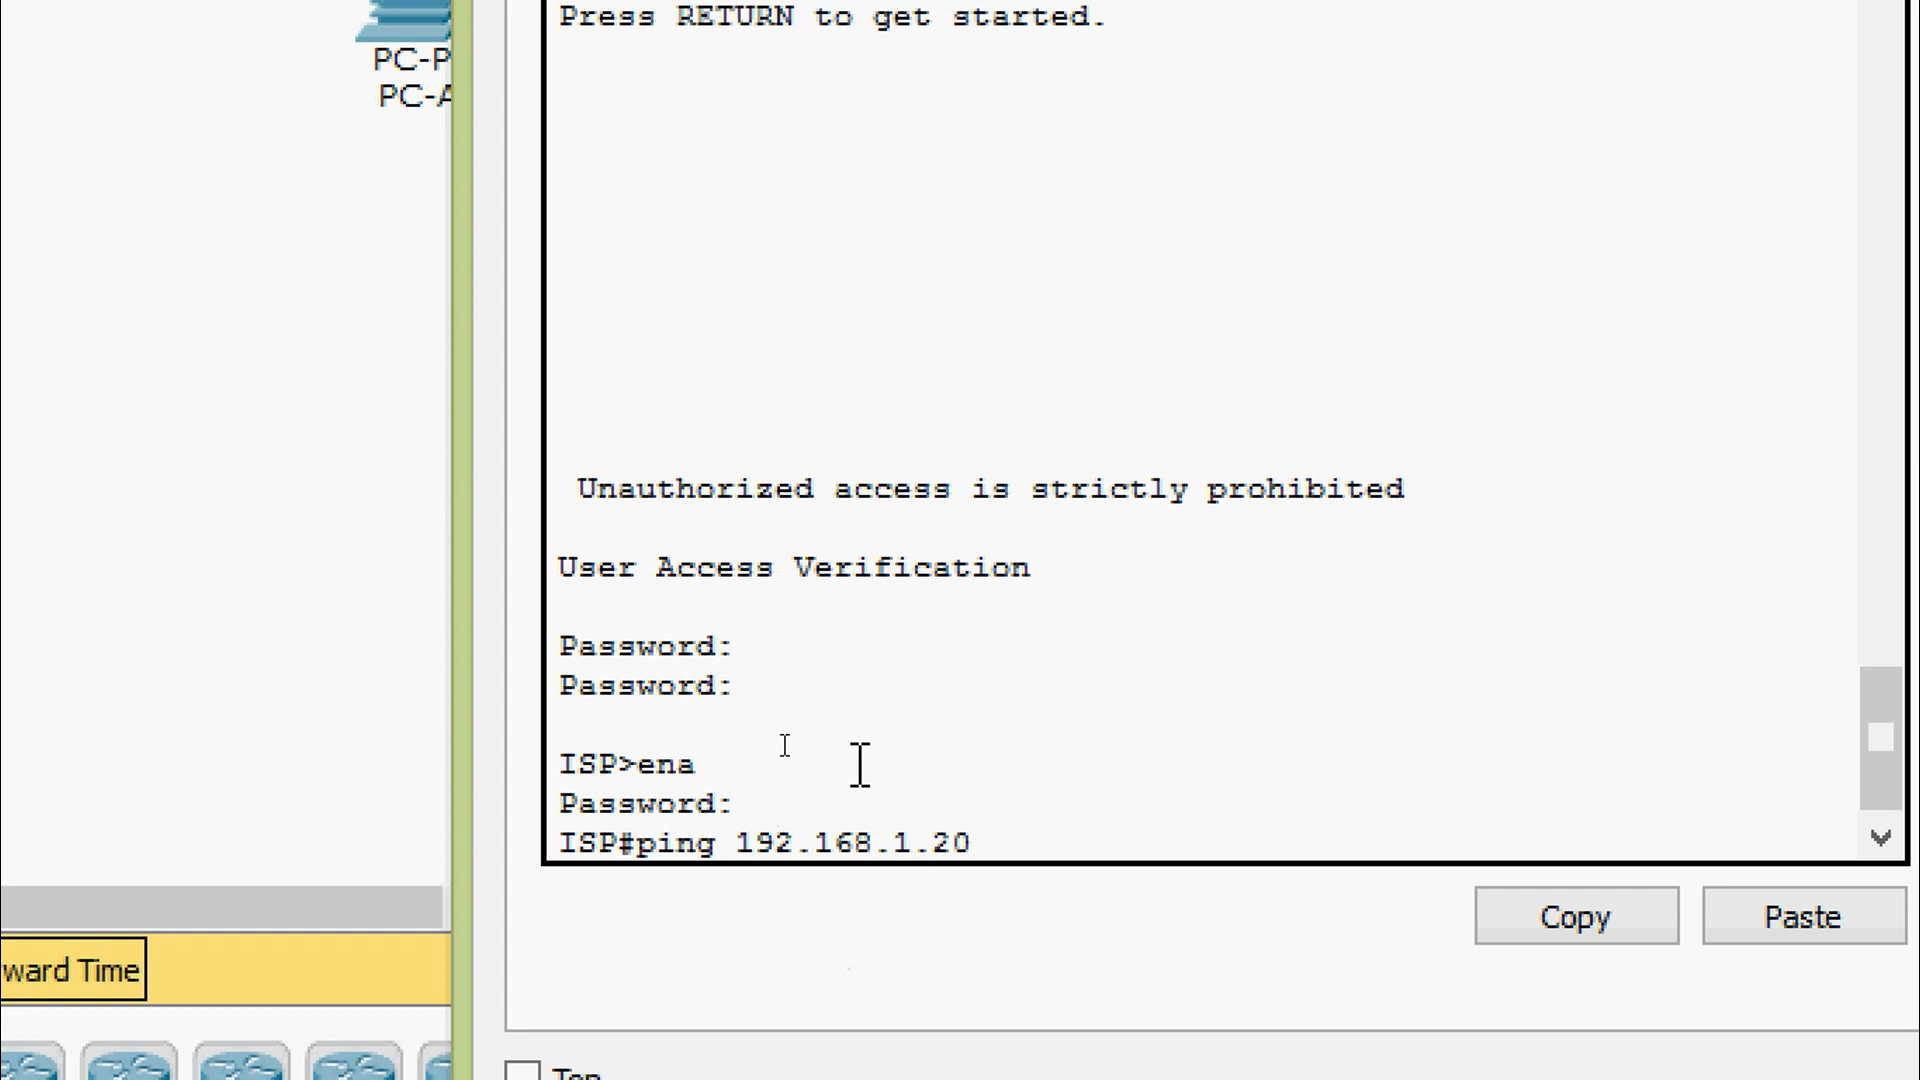 Press RETURN to get started.
PC-P
PC-A
Unauthorized access is strictly prohibited
User Access Verification
Password:
Password:
ISP>ena
Password:
ISP#ping 192.168.1.20
Copy
Paste
ward Time
Top